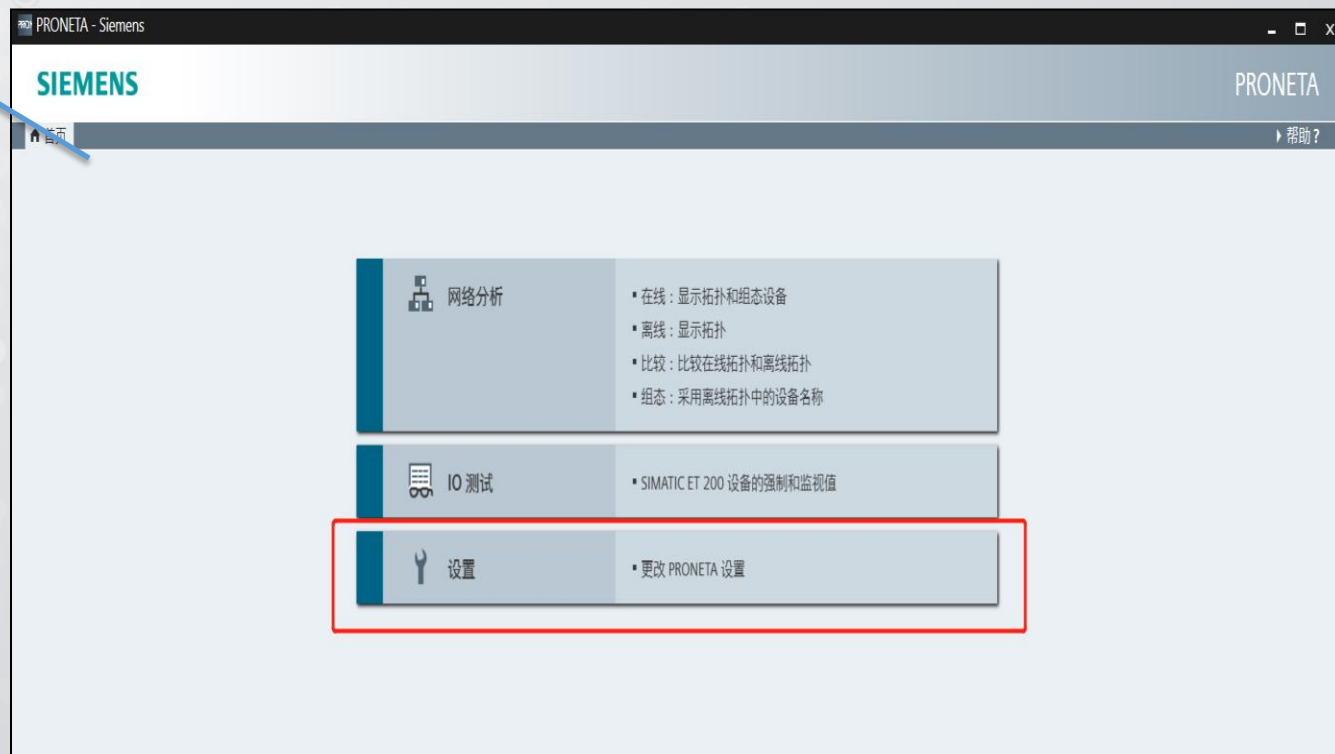 PRONETA - Siemens
SIEMENS
PRONETA
首页
帮助?
网络分析
▪ 在线:显示拓扑和组态设备
▪ 离线:显示拓扑
▪ 比较:比较在线拓扑和离线拓扑
▪ 组态:采用离线拓扑中的设备名称
IO 测试
▪ SIMATIC ET 200 设备的强制和监视值
设置
▪ 更改 PRONETA 设置